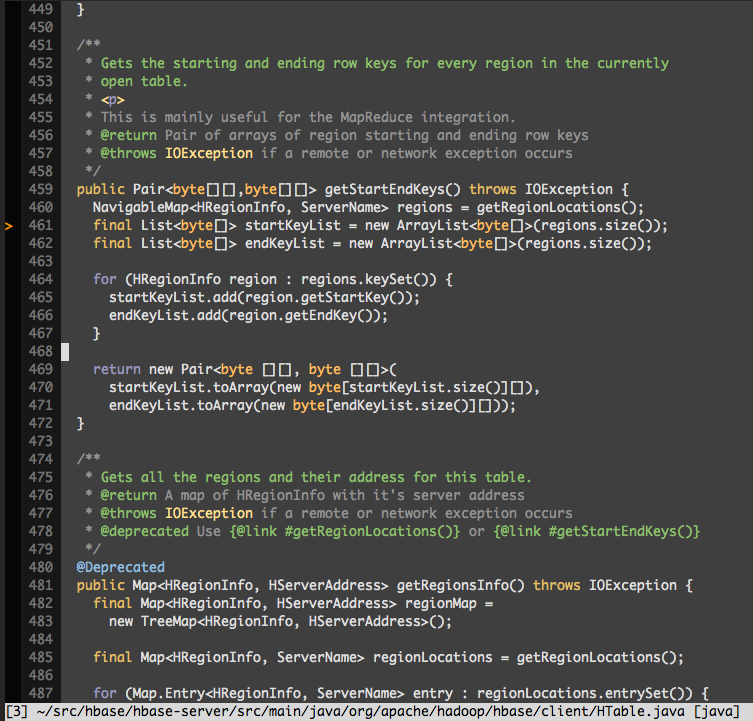 449 }
450
451 /**
452  * Gets the starting and ending row keys for every region in the currently
453  * open table.
454  * <p>
455  * This is mainly useful for the MapReduce integration.
456  * @return Pair of arrays of region starting and ending row keys
457  * @throws IOException if a remote or network exception occurs
458  */
459 public Pair<byte[][],byte[][]> getStartEndKeys() throws IOException {
460   NavigableMap<HRegionInfo, ServerName> regions = getRegionLocations();
> 461   final List<byte[]> startKeyList = new ArrayList<byte[]>(regions.size());
462   final List<byte[]> endKeyList = new ArrayList<byte[]>(regions.size());
463
464   for (HRegionInfo region : regions.keySet()) {
465     startKeyList.add(region.getStartKey());
466     endKeyList.add(region.getEndKey());
467   }
468
469   return new Pair<byte [][], byte [][]>(
470     startKeyList.toArray(new byte[startKeyList.size()][]),
471     endKeyList.toArray(new byte[endKeyList.size()][]));
472 }
473
474 /**
475  * Gets all the regions and their address for this table.
476  * @return A map of HRegionInfo with it's server address
477  * @throws IOException if a remote or network exception occurs
478  * @deprecated Use {@link #getRegionLocations()} or {@link #getStartEndKeys()}
479  */
480 @Deprecated
481 public Map<HRegionInfo, HServerAddress> getRegionsInfo() throws IOException {
482   final Map<HRegionInfo, HServerAddress> regionMap =
483     new TreeMap<HRegionInfo, HServerAddress>();
484
485   final Map<HRegionInfo, ServerName> regionLocations = getRegionLocations();
486
487   for (Map.Entry<HRegionInfo, ServerName> entry : regionLocations.entrySet()) {
[3] ~/src/hbase/hbase-server/src/main/java/org/apache/hadoop/hbase/client/HTable.java [java]